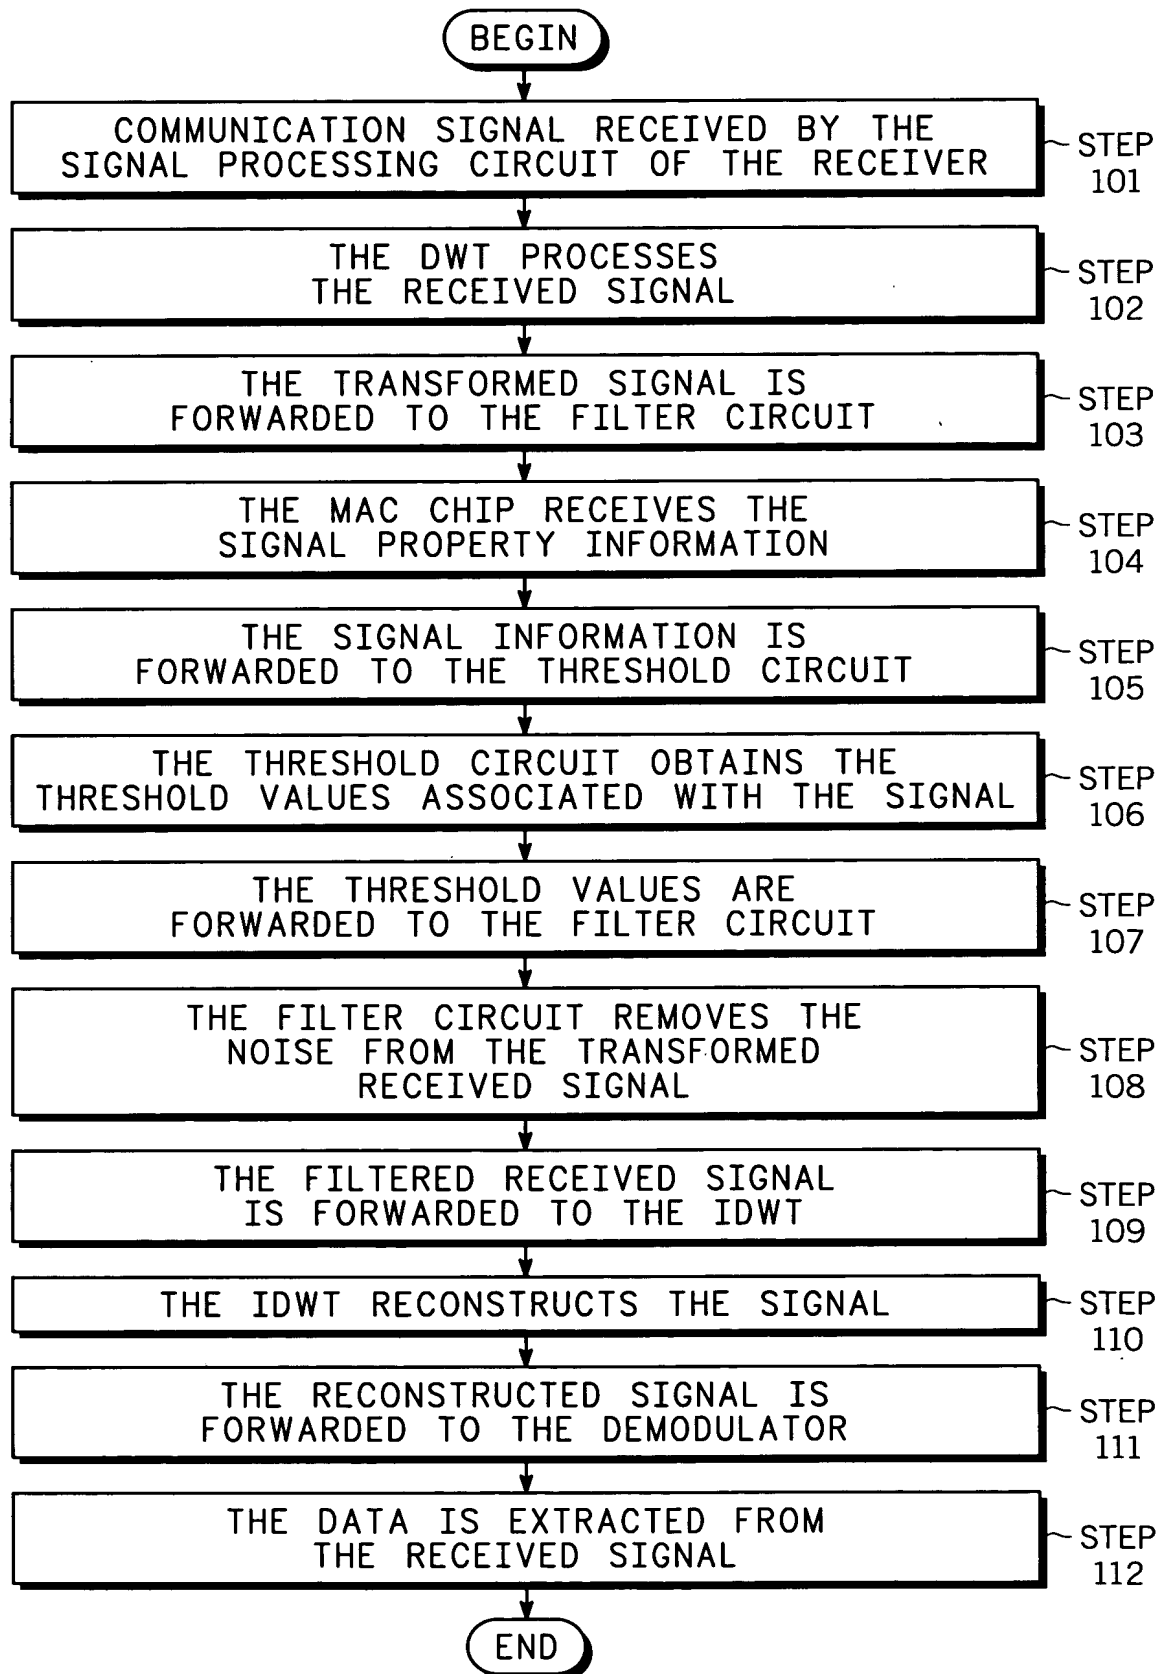 BEGIN
COMMUNICATION SIGNAL RECEIVED BY THE
SIGNAL PROCESSING CIRCUIT OF THE RECEIVER
STEP
101
THE DWT PROCESSES
THE RECEIVED SIGNAL
STEP
102
THE TRANSFORMED SIGNAL IS
FORWARDED TO THE FILTER CIRCUIT
STEP
103
THE MAC CHIP RECEIVES THE
SIGNAL PROPERTY INFORMATION
STEP
104
THE SIGNAL INFORMATION IS
FORWARDED TO THE THRESHOLD CIRCUIT
STEP
105
THE THRESHOLD CIRCUIT OBTAINS THE
THRESHOLD VALUES ASSOCIATED WITH THE SIGNAL
STEP
106
THE THRESHOLD VALUES ARE
FORWARDED TO THE FILTER CIRCUIT
STEP
107
THE FILTER CIRCUIT REMOVES THE
NOISE FROM THE TRANSFORMED
RECEIVED SIGNAL
STEP
108
THE FILTERED RECEIVED SIGNAL
IS FORWARDED TO THE IDWT
STEP
109
THE IDWT RECONSTRUCTS THE SIGNAL
STEP
110
THE RECONSTRUCTED SIGNAL IS
FORWARDED TO THE DEMODULATOR
STEP
111
THE DATA IS EXTRACTED FROM
THE RECEIVED SIGNAL
STEP
112
END